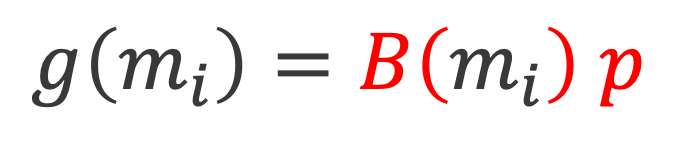 g(mᵢ) = B(mᵢ) p